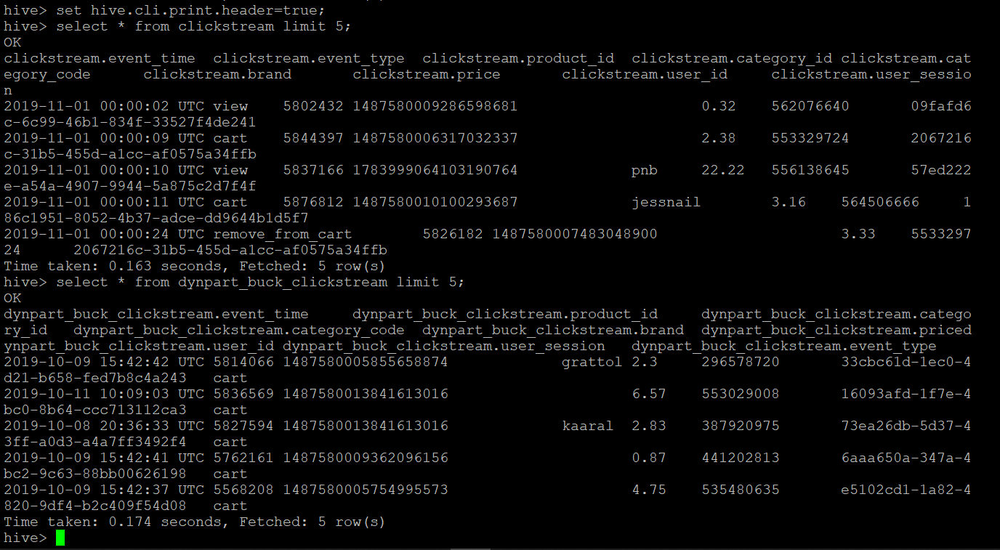 hive> set hive.cli.print.header=true;
hive> select * from clickstream limit 5;
OK
clickstream.event_time  clickstream.event_type  clickstream.product_id  clickstream.category_id clickstream.cat
egory_code      clickstream.brand       clickstream.price       clickstream.user_id     clickstream.user_sessio
n
2019-11-01 00:00:02 UTC view    5802432 1487580009286598681                     0.32    562076640       09fafd6
c-6c99-46b1-834f-33527f4de241
2019-11-01 00:00:09 UTC cart    5844397 1487580006317032337                     2.38    553329724       2067216
c-31b5-455d-a1cc-af0575a34ffb
2019-11-01 00:00:10 UTC view    5837166 1783999064103190764             pnb     22.22   556138645       57ed222
e-a54a-4907-9944-5a875c2d7f4f
2019-11-01 00:00:11 UTC cart    5876812 1487580010100293687             jessnail        3.16    564506666     1
86c1951-8052-4b37-adce-dd9644b1d5f7
2019-11-01 00:00:24 UTC remove_from_cart        5826182 1487580007483048900                     3.33    5533297
24      2067216c-31b5-455d-a1cc-af0575a34ffb
Time taken: 0.163 seconds, Fetched: 5 row(s)
hive> select * from dynpart_buck_clickstream limit 5;
OK
dynpart_buck_clickstream.event_time     dynpart_buck_clickstream.product_id     dynpart_buck_clickstream.catego
ry_id   dynpart_buck_clickstream.category_code  dynpart_buck_clickstream.brand  dynpart_buck_clickstream.priced
ynpart_buck_clickstream.user_id dynpart_buck_clickstream.user_session   dynpart_buck_clickstream.event_type
2019-10-09 15:42:42 UTC 5814066 1487580005855658874             grattol 2.3     296578720       33cbc61d-1ec0-4
d21-b658-fed7b8c4a243   cart
2019-10-11 10:09:03 UTC 5836569 1487580013841613016                     6.57    553029008       16093afd-1f7e-4
bc0-8b64-ccc713112ca3   cart
2019-10-08 20:36:33 UTC 5827594 1487580013841613016             kaaral  2.83    387920975       73ea26db-5d37-4
3ff-a0d3-a4a7ff3492f4   cart
2019-10-09 15:42:41 UTC 5762161 1487580009362096156                     0.87    441202813       6aaa650a-347a-4
bc2-9c63-88bb00626198   cart
2019-10-09 15:42:37 UTC 5568208 1487580005754995573                     4.75    535480635       e5102cd1-1a82-4
820-9df4-b2c409f54d08   cart
Time taken: 0.174 seconds, Fetched: 5 row(s)
hive>